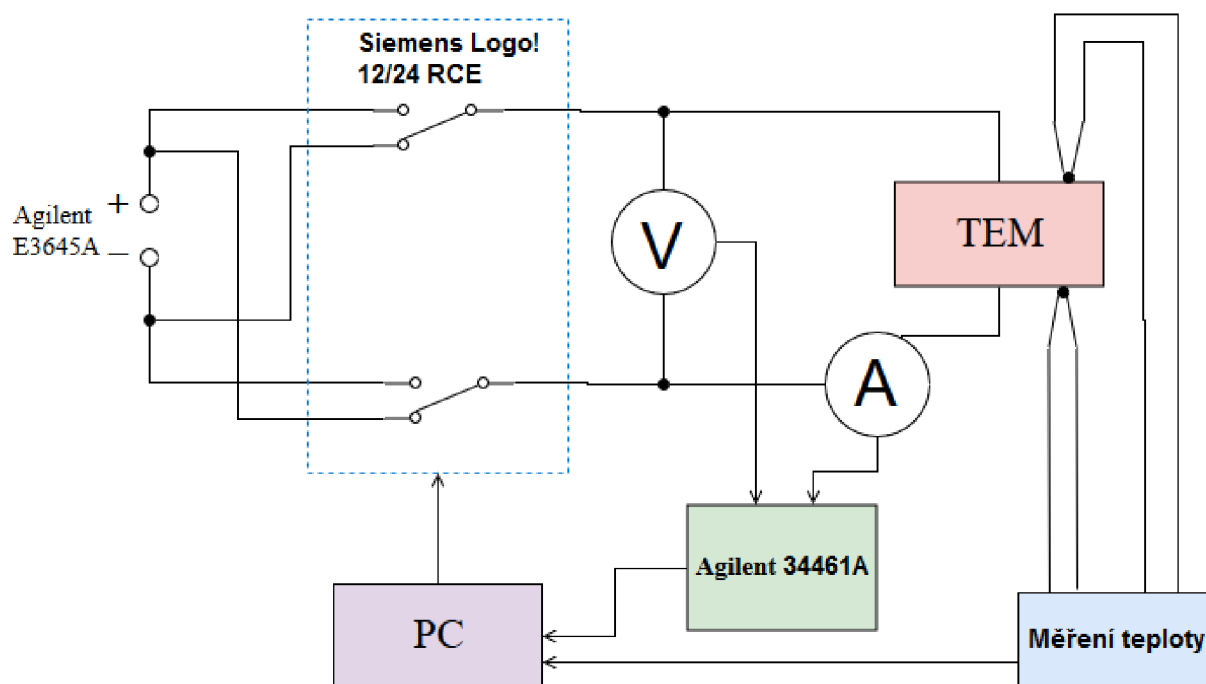 Siemens Logo!
12/24 RCE
Agilent
E3645A
+
−
V
TEM
A
Agilent 34461A
PC
Měření teploty